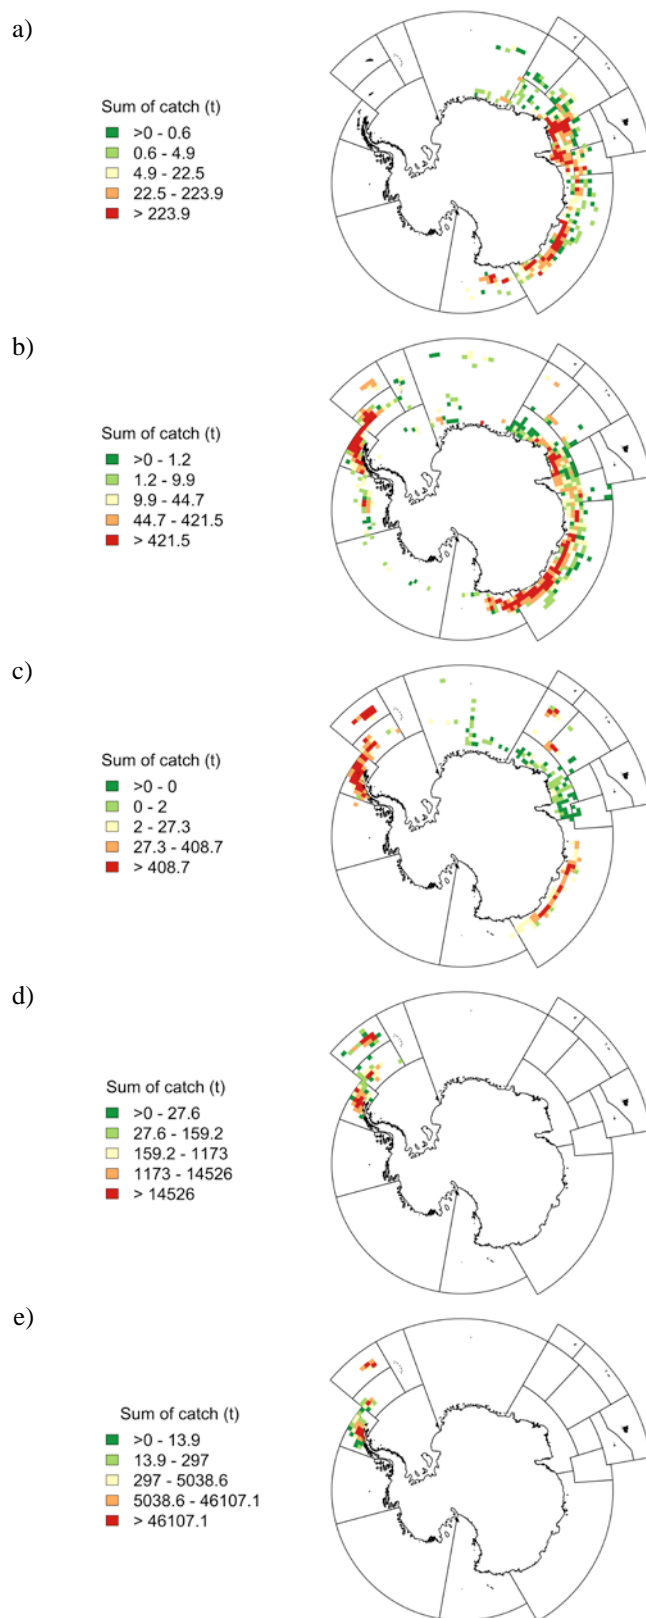 a)
Sum of catch (t)
>0 - 0.6
0.6 - 4.9
4.9 - 22.5
22.5 - 223.9
> 223.9
b)
Sum of catch (t)
>0 - 1.2
1.2 - 9.9
9.9 - 44.7
44.7 - 421.5
> 421.5
c)
Sum of catch (t)
>0 - 0
0 - 2
2 - 27.3
27.3 - 408.7
> 408.7
d)
Sum of catch (t)
>0 - 27.6
27.6 - 159.2
159.2 - 1173
1173 - 14526
> 14526
e)
Sum of catch (t)
>0 - 13.9
13.9 - 297
297 - 5038.6
5038.6 - 46107.1
> 46107.1